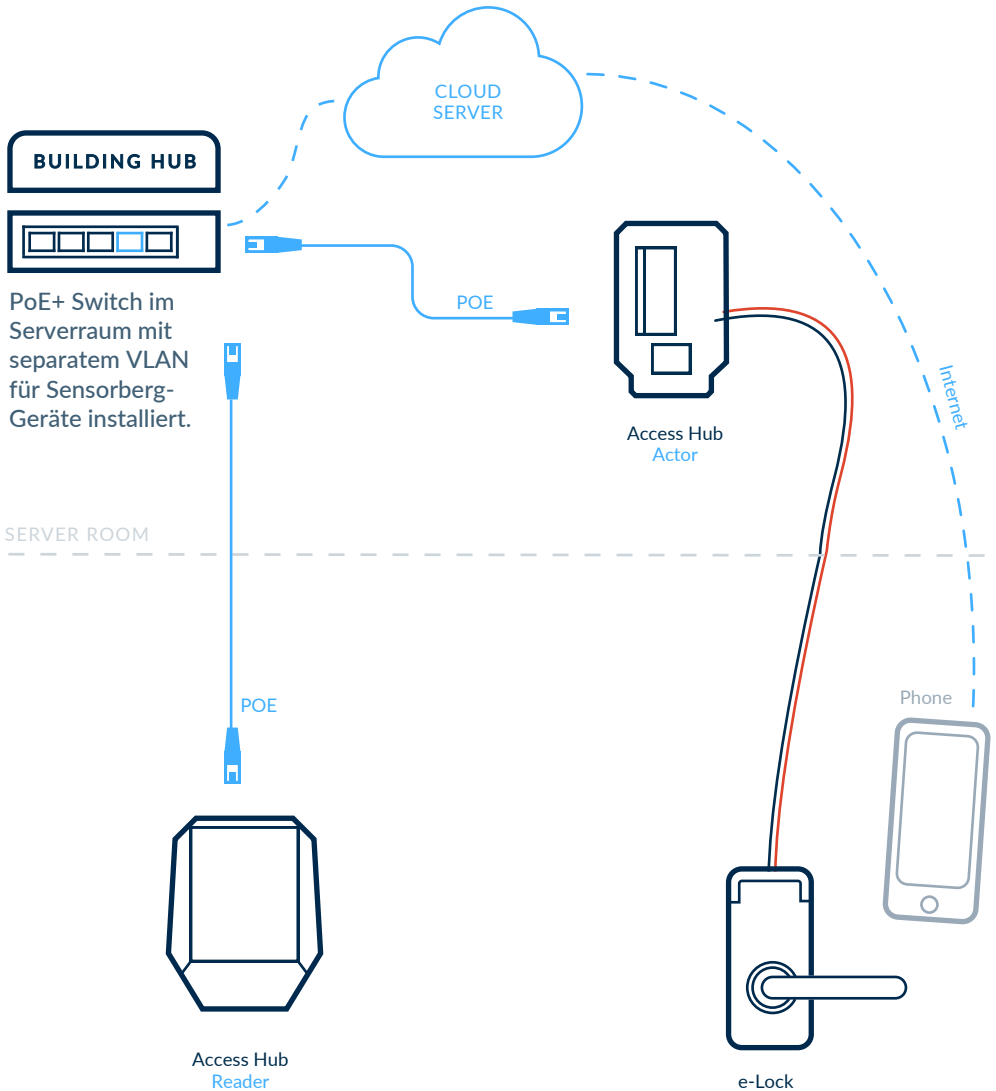 CLOUD
SERVER
BUILDING HUB
PoE+ Switch im
Serverraum mit
separatem VLAN
für Sensorberg-
Geräte installiert.
POE
Access Hub
Actor
Internet
SERVER ROOM
POE
Phone
Access Hub
Reader
e-Lock